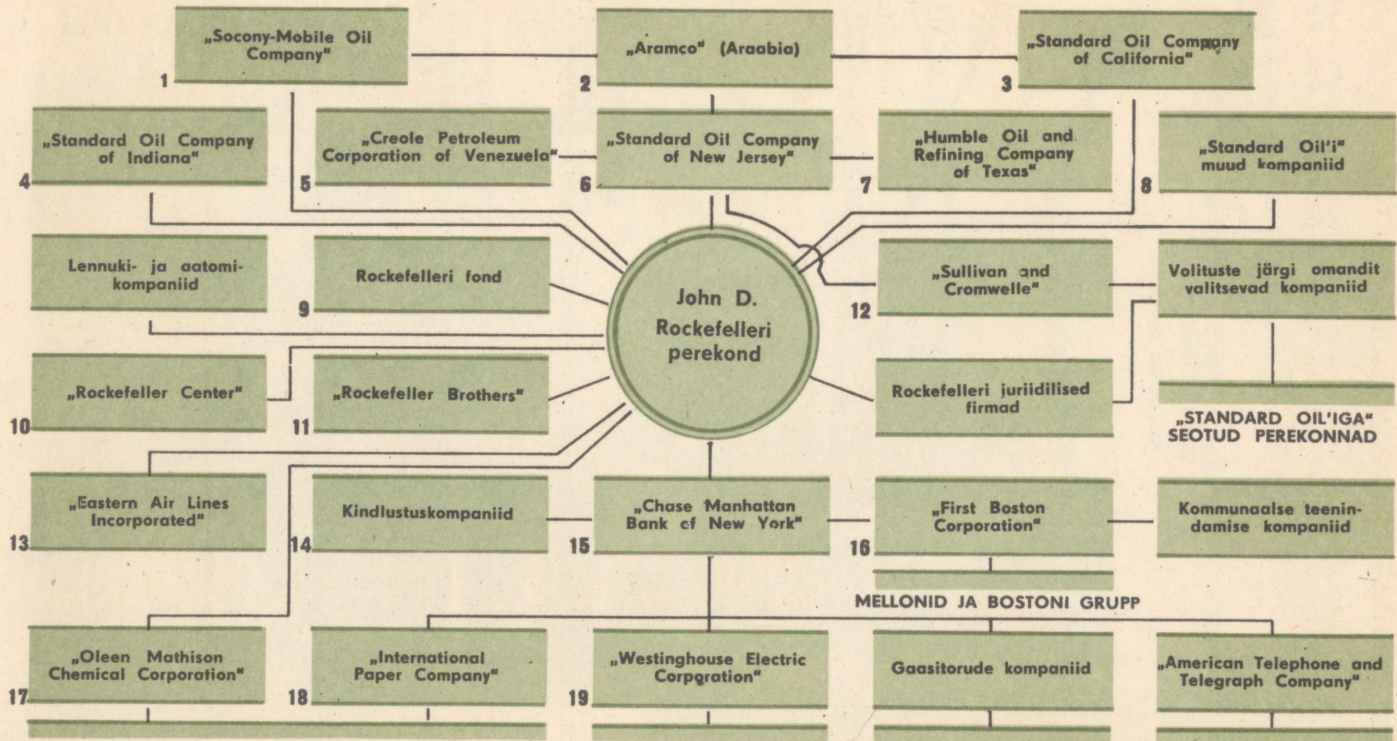 „Socony-Mobile Oil
Company“
1
„Aramco“ (Araabia)
2
„Standard Oil Company
of California“
3
„Standard Oil Company
of Indiana“
4
„Creole Petroleum
Corporation of Venezuela“
5
„Standard Oil Company
of New Jersey“
6
„Humble Oil and
Refining Company
of Texas“
7
„Standard Oil'i“
muud kompaniid
8
Lennuki- ja aatomi-
kompaniid
Rockefelleri fond
9
John D.
Rockefelleri
perekond
„Sullivan and
Cromwelle“
12
Volituste järgi omandit
valitsevad kompaniid
„Rockefeller Center“
10
„Rockefeller Brothers“
11
Rockefelleri juriidilised
firmad
„STANDARD OIL'IGA“
SEOTUD PEREKONNAD
„Eastern Air Lines
Incorporated“
13
Kindlustuskompaniid
14
„Chase Manhattan
Bank of New York“
15
„First Boston
Corporation“
16
Kommunaalse teenin-
damise kompaniid
MELLONID JA BOSTONI GRUPP
„Oleen Mathison
Chemical Corporation“
17
„International
Paper Company“
18
„Westinghouse Electric
Corporation“
19
Gaasitorude kompaniid
„American Telephone and
Telegraph Company“